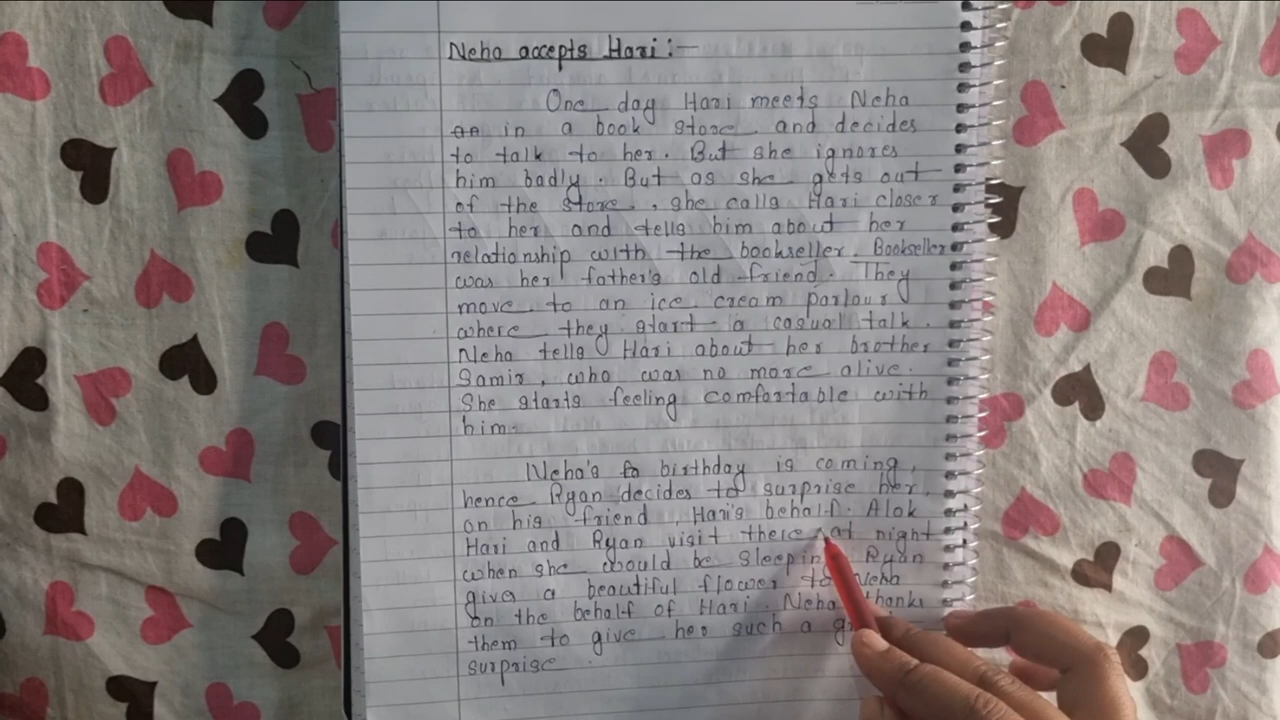 Neha accepts Hari :-
One day Hari meets Neha
in a book store and decides
to talk to her. But she ignores
him badly. But as she gets out
of the store, she calls Hari closer
to her and tells him about her
relationship with the bookseller. Bookseller
was her father's old friend. They
move to an ice cream parlour
where they start a casual talk.
Neha tells Hari about her brother
Samir, who was no more alive.
She starts feeling comfortable with
him.
Neha's birthday is coming,
hence Ryan decides to surprise her,
on his friend, Hari's behalf. Alok
Hari and Ryan visit there at night
when she would be Ryan
give a beautiful flower to Neha
on the behalf of Hari. Neha thanks
them to give her such a
surprise.